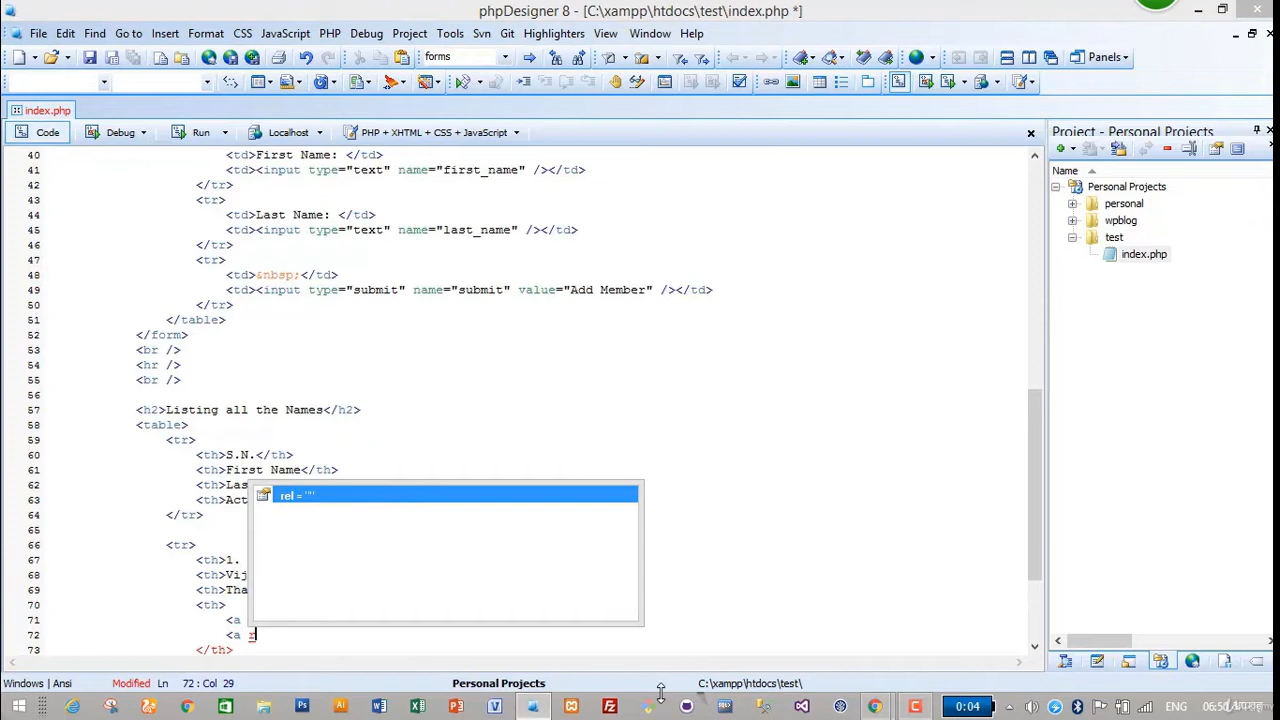 phpDesigner 8 - [C:\xampp\htdocs\test\index.php *]
File Edit Find Go to Insert Format CSS JavaScript PHP Debug Project Tools Svn Git Highlighters View Window Help
forms Panels
index.php
Code Debug Run Localhost PHP + XHTML + CSS + JavaScript
40 <td>First Name: </td>
41 <td><input type="text" name="first_name" /></td>
42 </tr>
43 <tr>
44 <td>Last Name: </td>
45 <td><input type="text" name="last_name" /></td>
46 </tr>
47 <tr>
48 <td>&nbsp;</td>
49 <td><input type="submit" name="submit" value="Add Member" /></td>
50 </tr>
51 </table>
52 </form>
53 <br />
54 <hr />
55 <br />
56
57 <h2>Listing all the Names</h2>
58 <table>
59 <tr>
60 <th>S.N.</th>
61 <th>First Name</th>
62 <th>Las
63 <th>Act
64 </tr>
65
66 <tr>
67 <th>1.
68 <th>Vij
69 <th>Tha
70 <th>
71 <a
72 <a r
73 </th>
rel = ""
Project - Personal Projects
Name
Personal Projects
personal
wpblog
test
index.php
Windows | Ansi Modified Ln 72 : Col 29 Personal Projects C:\xampp\htdocs\test\
0:04 ENG 06:50